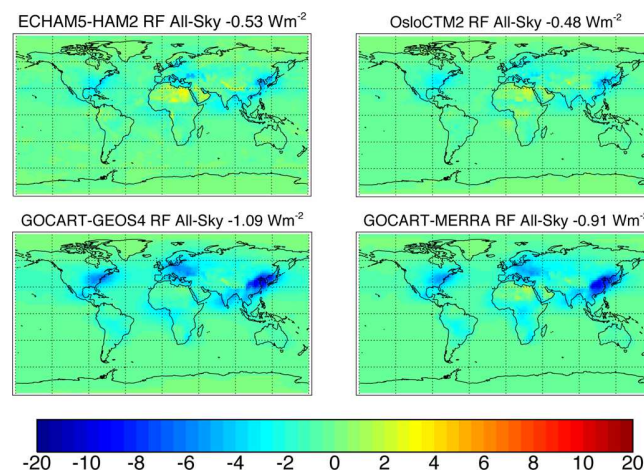 ECHAM5-HAM2 RF All-Sky -0.53 Wm⁻²
OsloCTM2 RF All-Sky -0.48 Wm⁻²
GOCART-GEOS4 RF All-Sky -1.09 Wm⁻²
GOCART-MERRA RF All-Sky -0.91 Wm⁻²
-20 -10 -8 -6 -4 -2 0 2 4 6 8 10 12 20